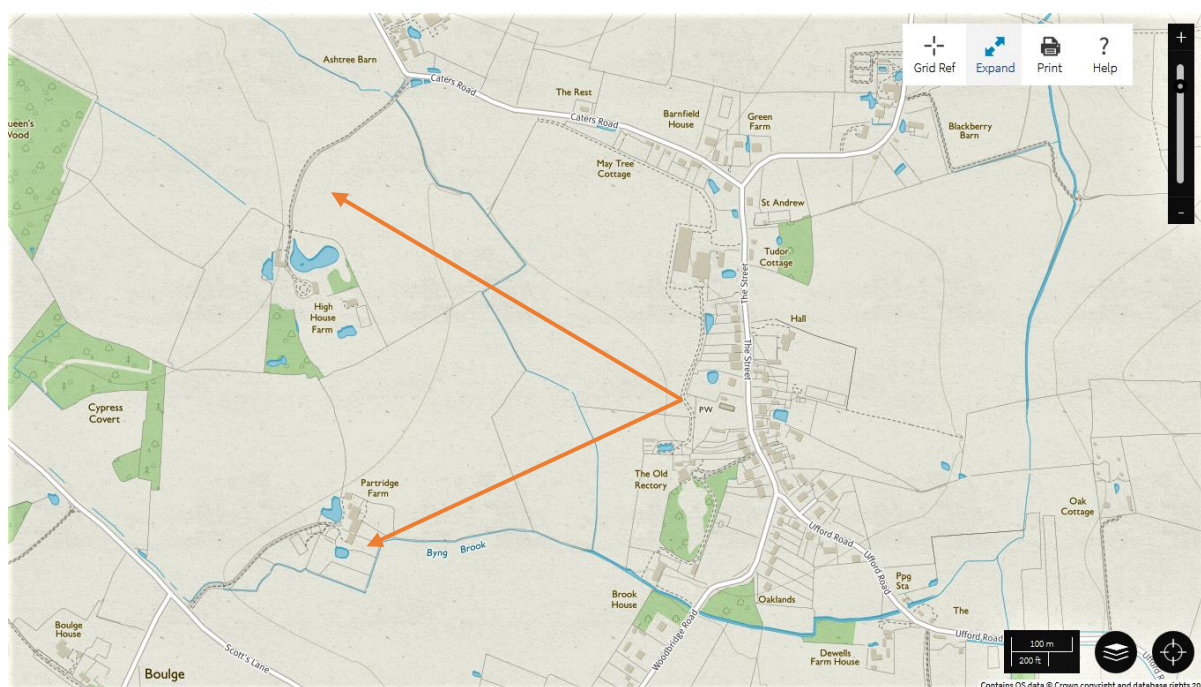 Grid Ref
Expand
Print
?
Help
+
-
Ashtree Barn
Caters Road
The Rest
Caters Road
Barnfield
House
Green
Farm
Blackberry
Barn
Wood
May Tree
Cottage
St Andrew
Tudor
Cottage
The Street
High
House
Farm
Hall
The Street
Cypress
Covert
PW
The Old
Rectory
Partridge
Farm
Oak
Cottage
Byng Brook
Ufford Road
Ufford Road
Ppg
Sta
Brook
House
Oaklands
The
Woodbridge Road
Ufford Road
Ufford R
Boulge
House
Scott's Lane
Boulge
Dewells
Farm House
100 m
200 ft
Contains OS data © Crown copyright and database rights 20